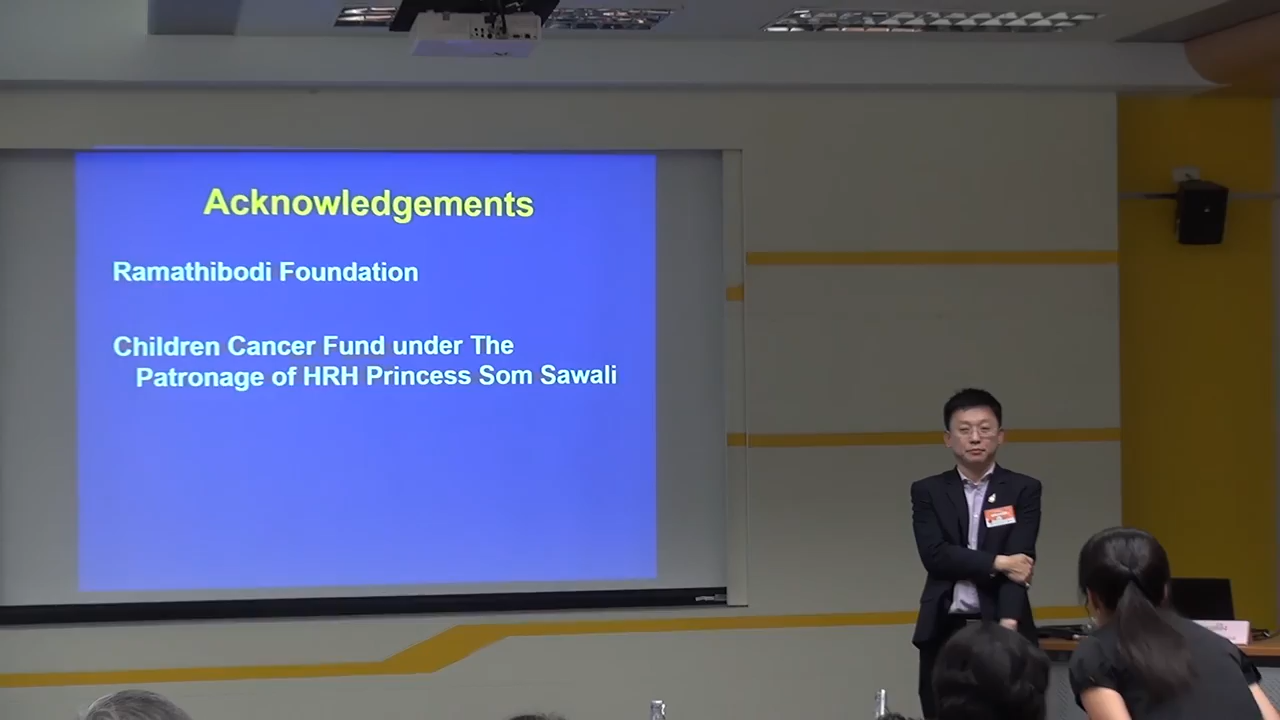 Acknowledgements
Ramathibodi Foundation
Children Cancer Fund under The
Patronage of HRH Princess Som Sawali